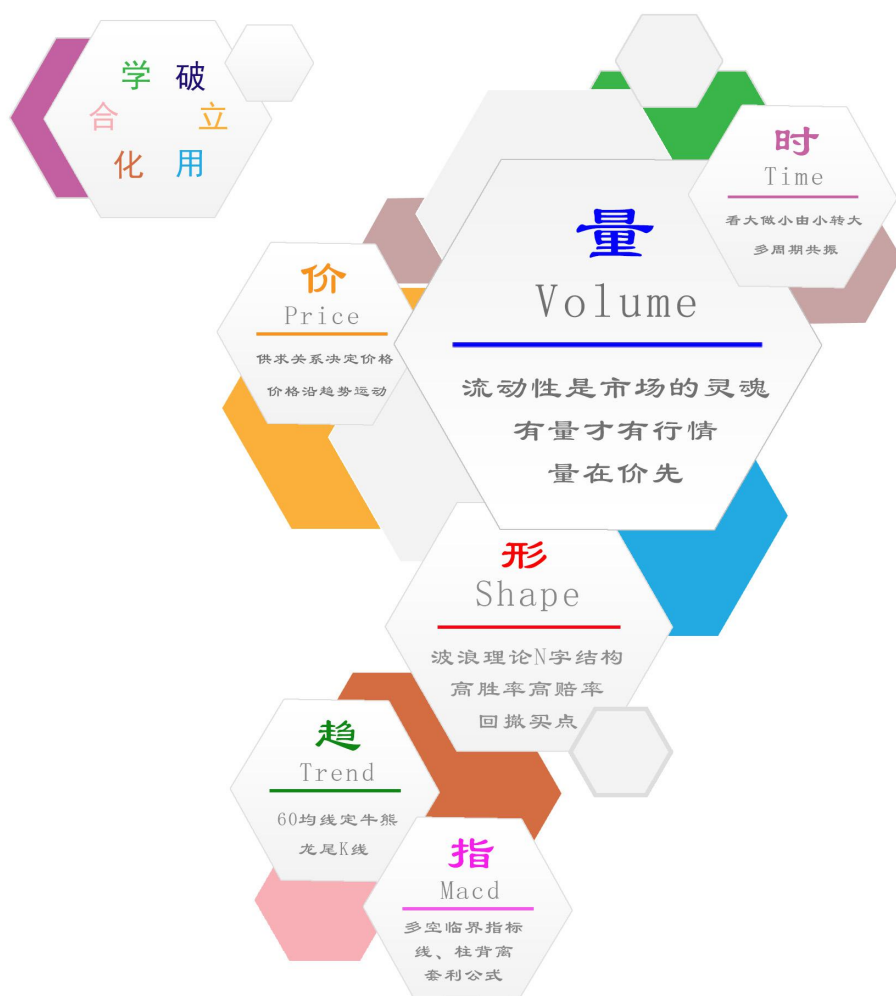 学 破
合 立
化 用
时
Time
看大做小由小转大
多周期共振
量
Volume
流动性是市场的灵魂
有量才有行情
量在价先
价
Price
供求关系决定价格
价格沿趋势运动
形
Shape
波浪理论N字结构
高胜率高赔率
回撤买点
趋
Trend
60均线定牛熊
龙尾K线
指
Macd
多空临界指标
线、柱背离
套利公式